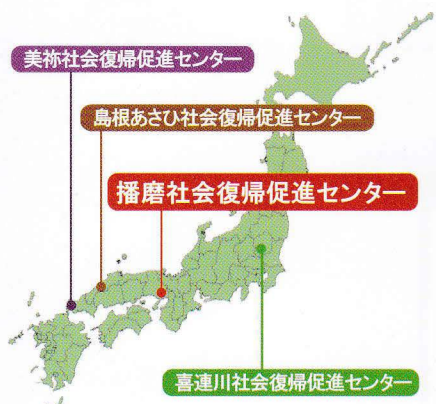 美祢社会復帰促進センター
島根あさひ社会復帰促進センター
播磨社会復帰促進センター
喜連川社会復帰促進センター